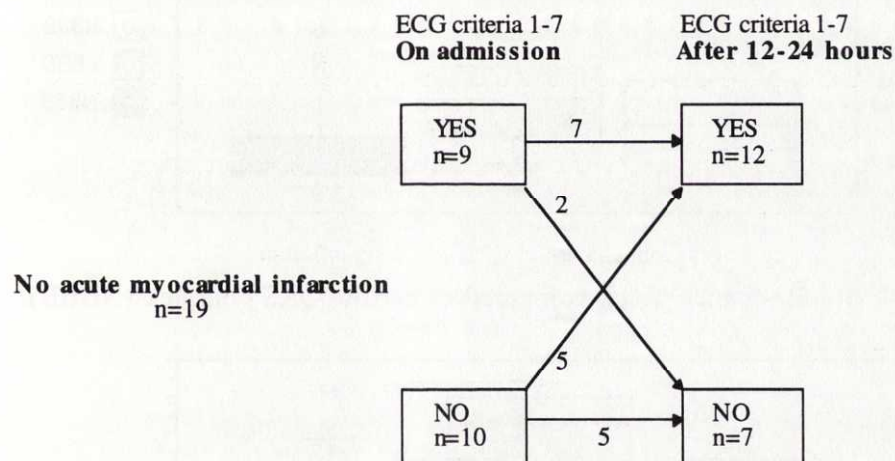 ECG criteria 1-7
On admission
ECG criteria 1-7
After 12-24 hours
YES
n=9
7
YES
n=12
2
No acute myocardial infarction
n=19
5
NO
n=10
5
NO
n=7